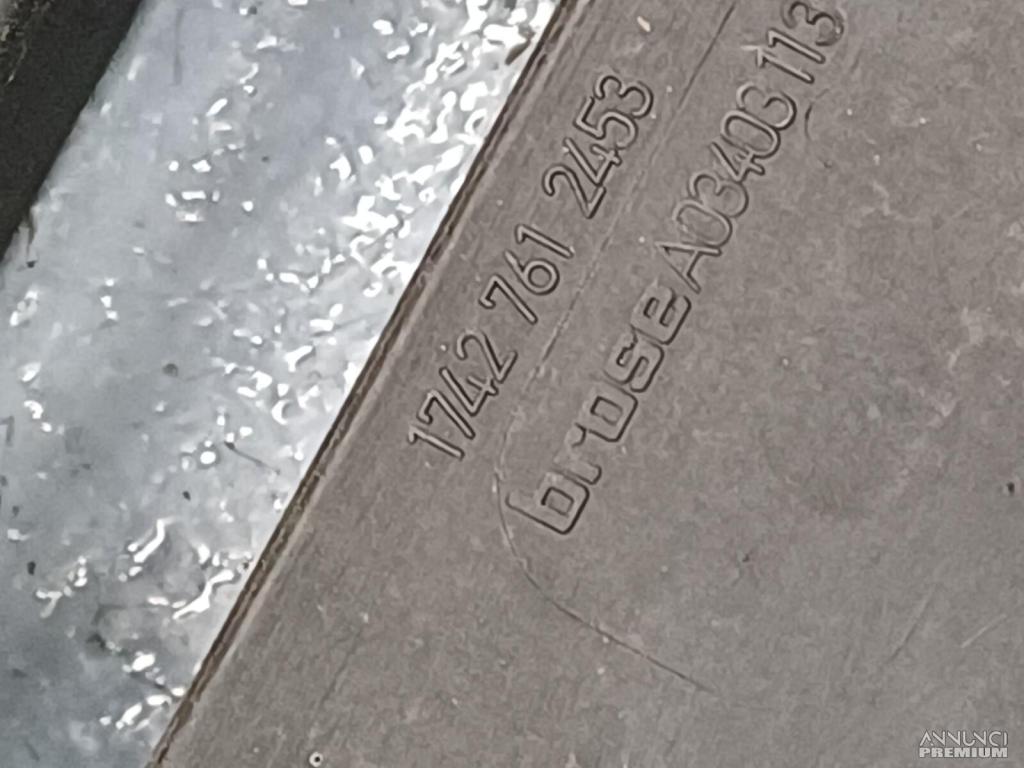 1742 761 2453
brose A03403 113
ANNUNCI
PREMIUM